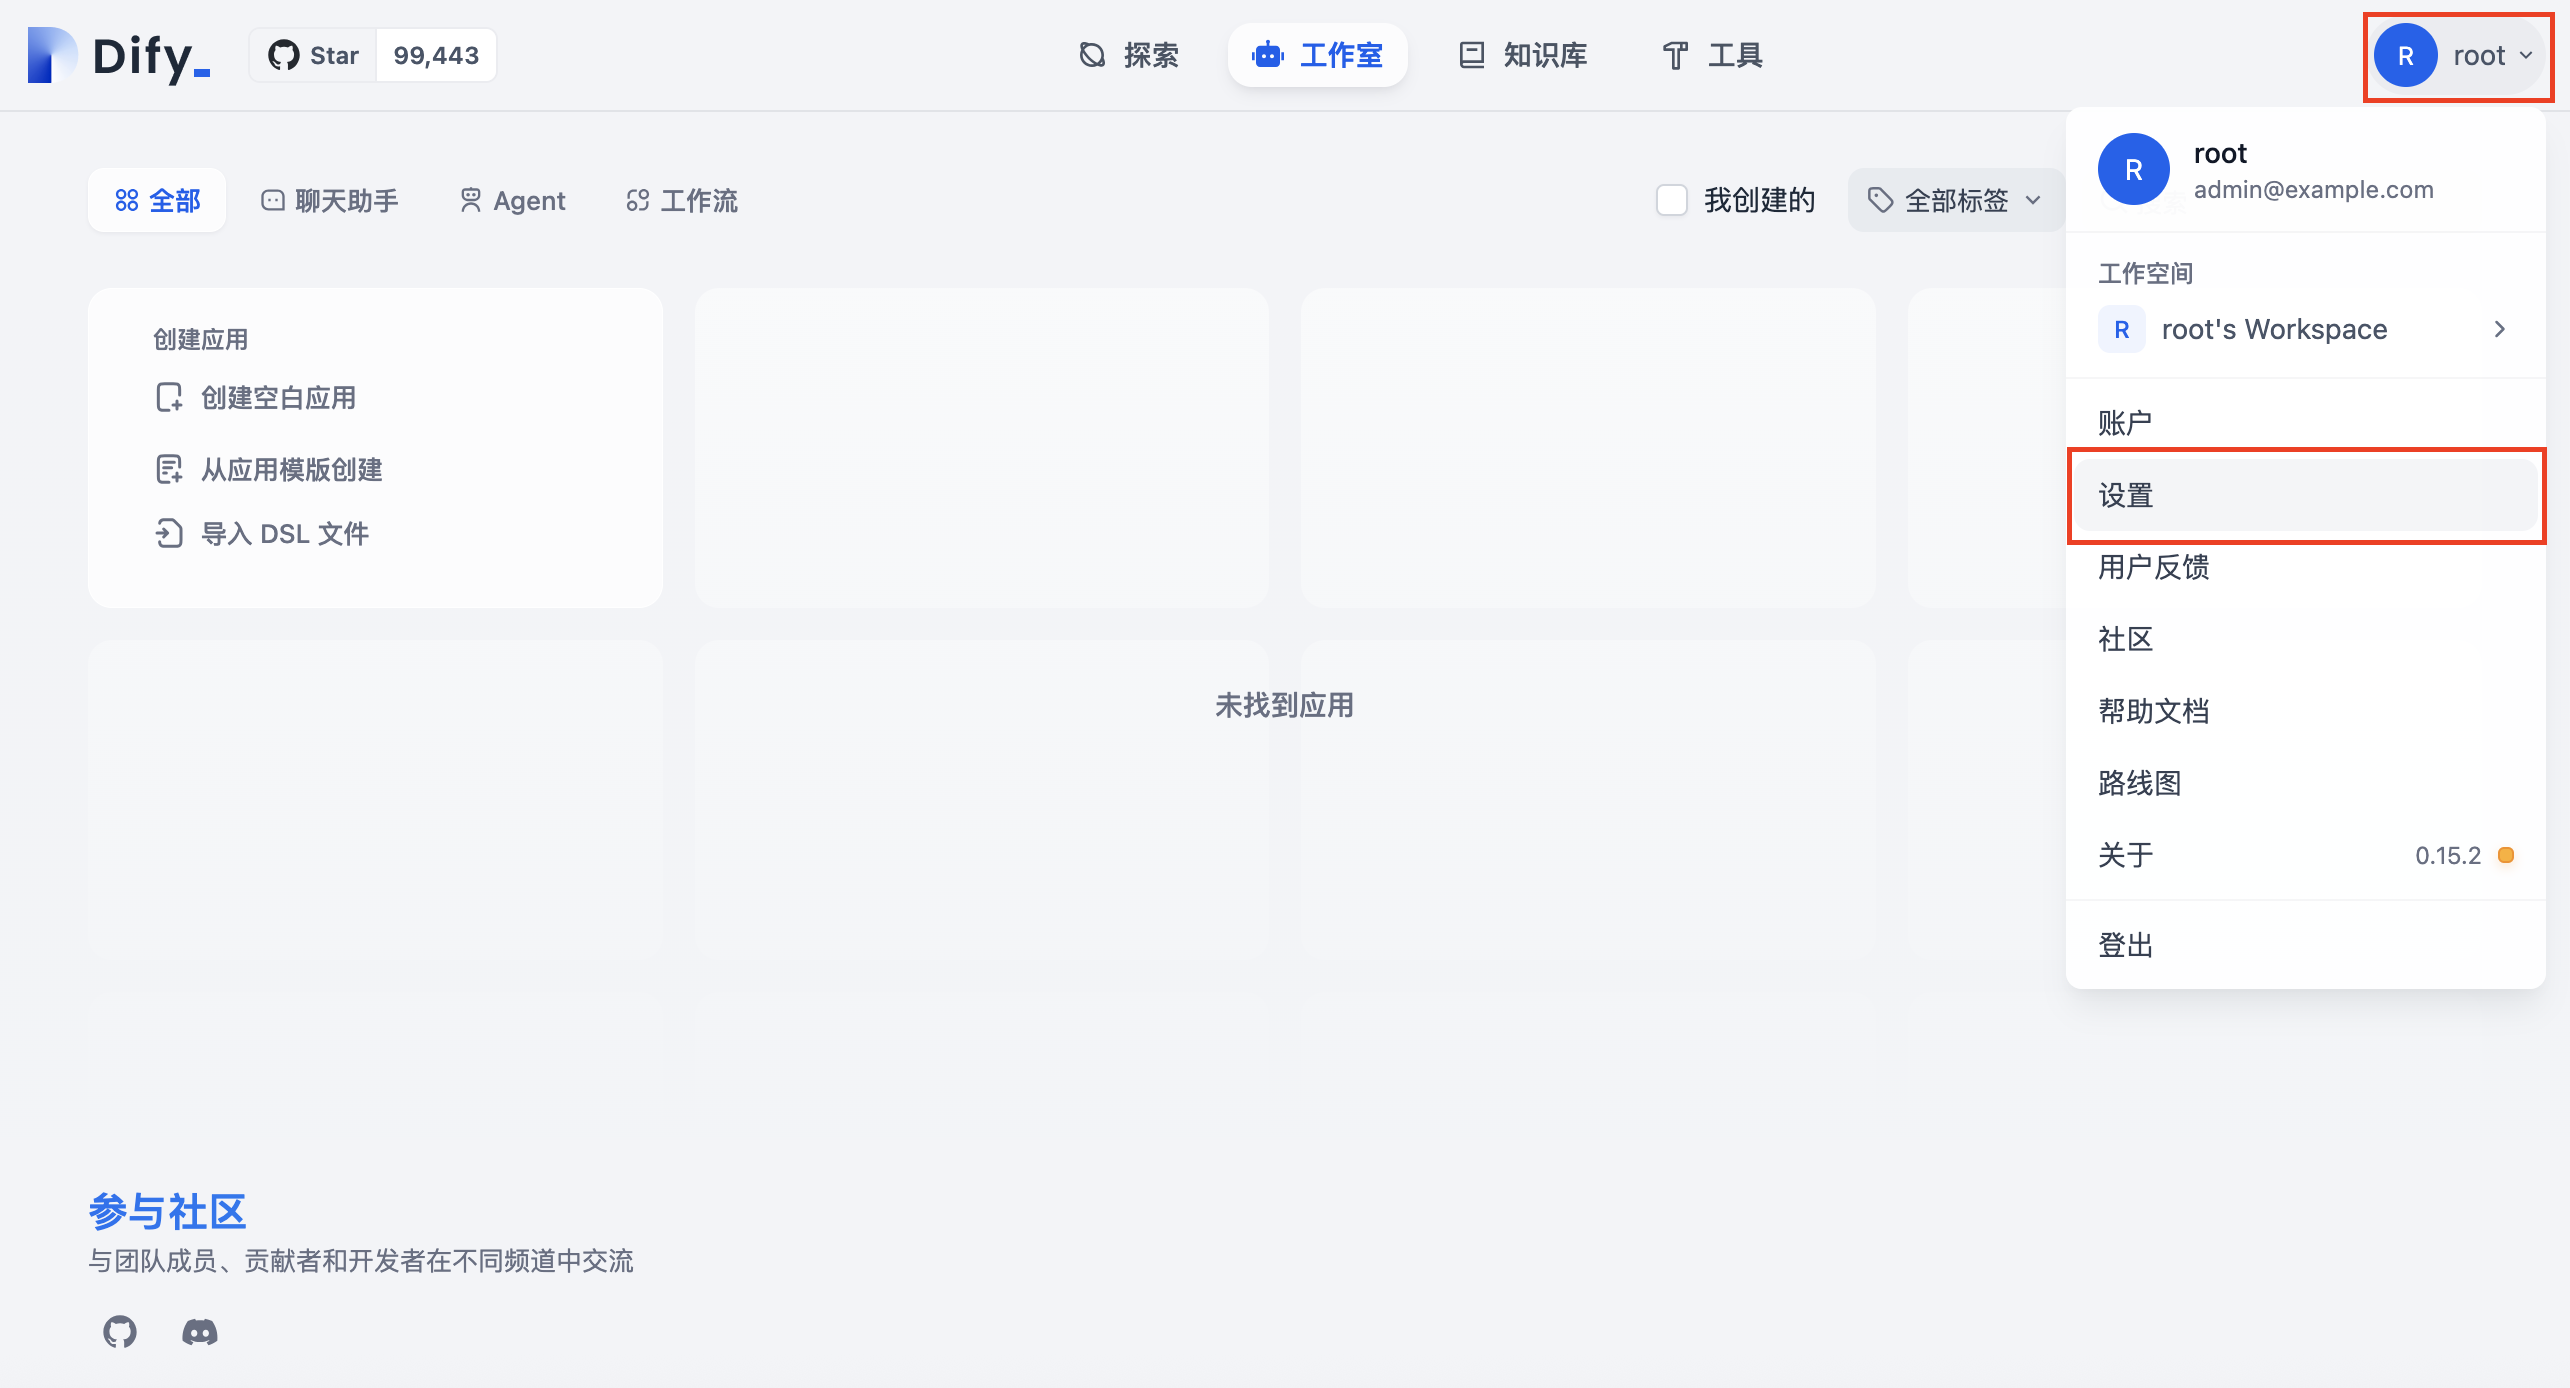 Dify_
Star 99,443
探索
工作室
知识库
工具
R root
全部
聊天助手
Agent
工作流
我创建的
全部标签
创建应用
创建空白应用
从应用模版创建
导入 DSL 文件
未找到应用
R
root
admin@example.com
工作空间
R root's Workspace
账户
设置
用户反馈
社区
帮助文档
路线图
关于 0.15.2
登出
参与社区
与团队成员、贡献者和开发者在不同频道中交流